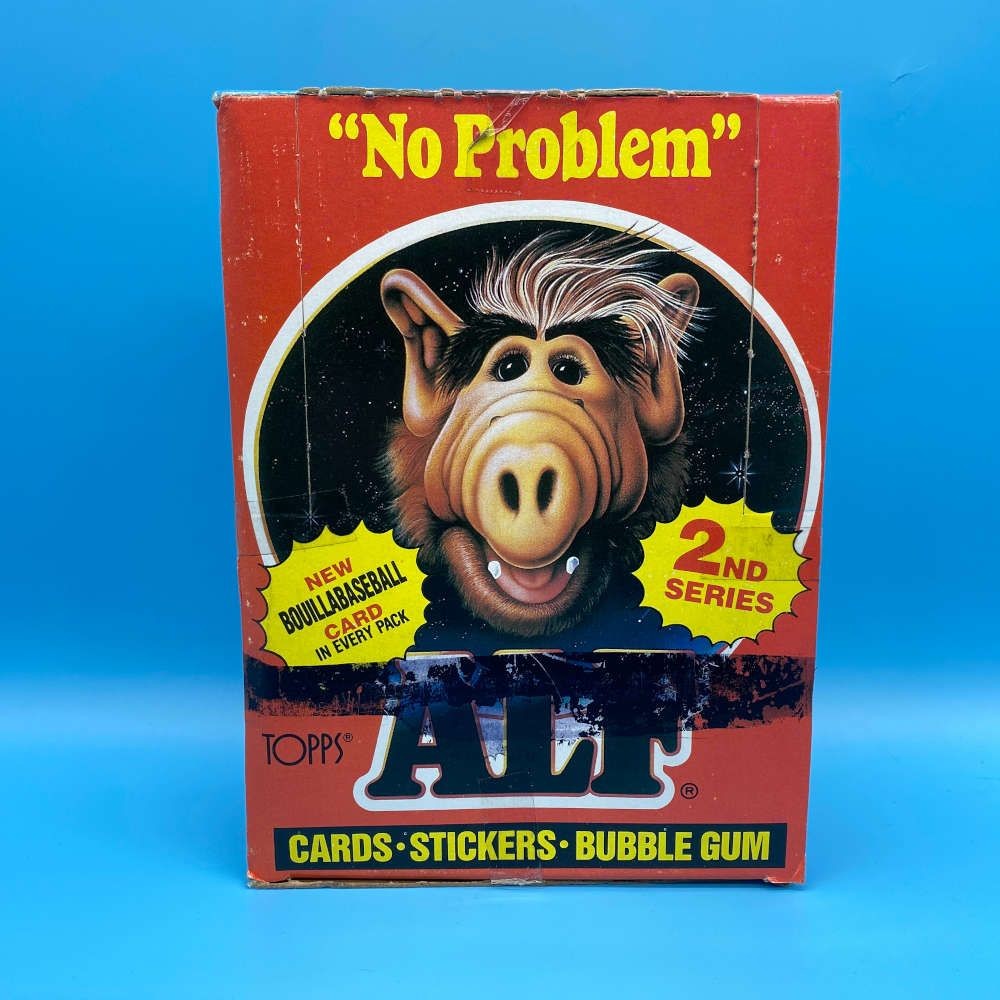 “No Problem”
NEW
BOUILLABASEBALL
CARD
IN EVERY PACK
2ND
SERIES
ALF®
TOPPS®
CARDS·STICKERS·BUBBLE GUM